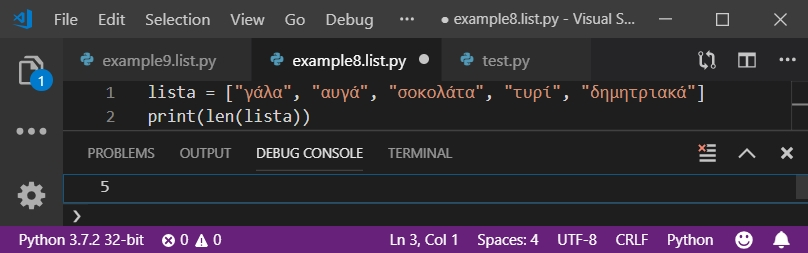 File Edit Selection View Go Debug ••• ● example8.list.py - Visual S...
example9.list.py example8.list.py ● test.py •••
1 lista = ["γάλα", "αυγά", "σοκολάτα", "τυρί", "δημητριακά"]
2 print(len(lista))
1
PROBLEMS OUTPUT DEBUG CONSOLE TERMINAL
5
❯
Python 3.7.2 32-bit 0 0 Ln 3, Col 1 Spaces: 4 UTF-8 CRLF Python